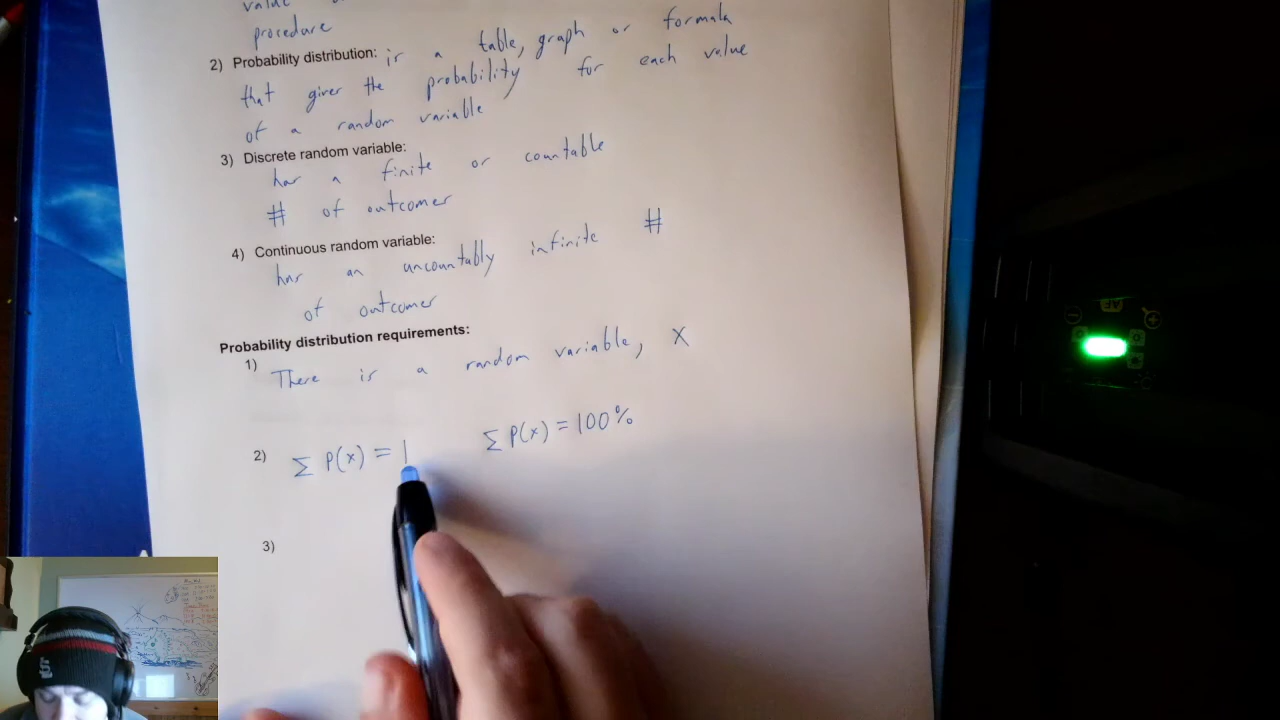 value
procedure
2) Probability distribution: is a table, graph or formula
that gives the probability for each value
of a random variable
3) Discrete random variable:
has a finite or countable
# of outcomes
4) Continuous random variable:
has an uncountably infinite #
of outcomes
Probability distribution requirements:
1) There is a random variable, X
2) Σ P(x) = 1 Σ P(x) = 100%
3)